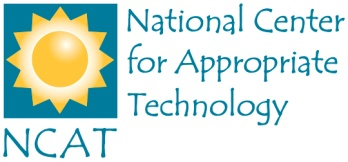 National Center
for Appropriate
Technology
NCAT